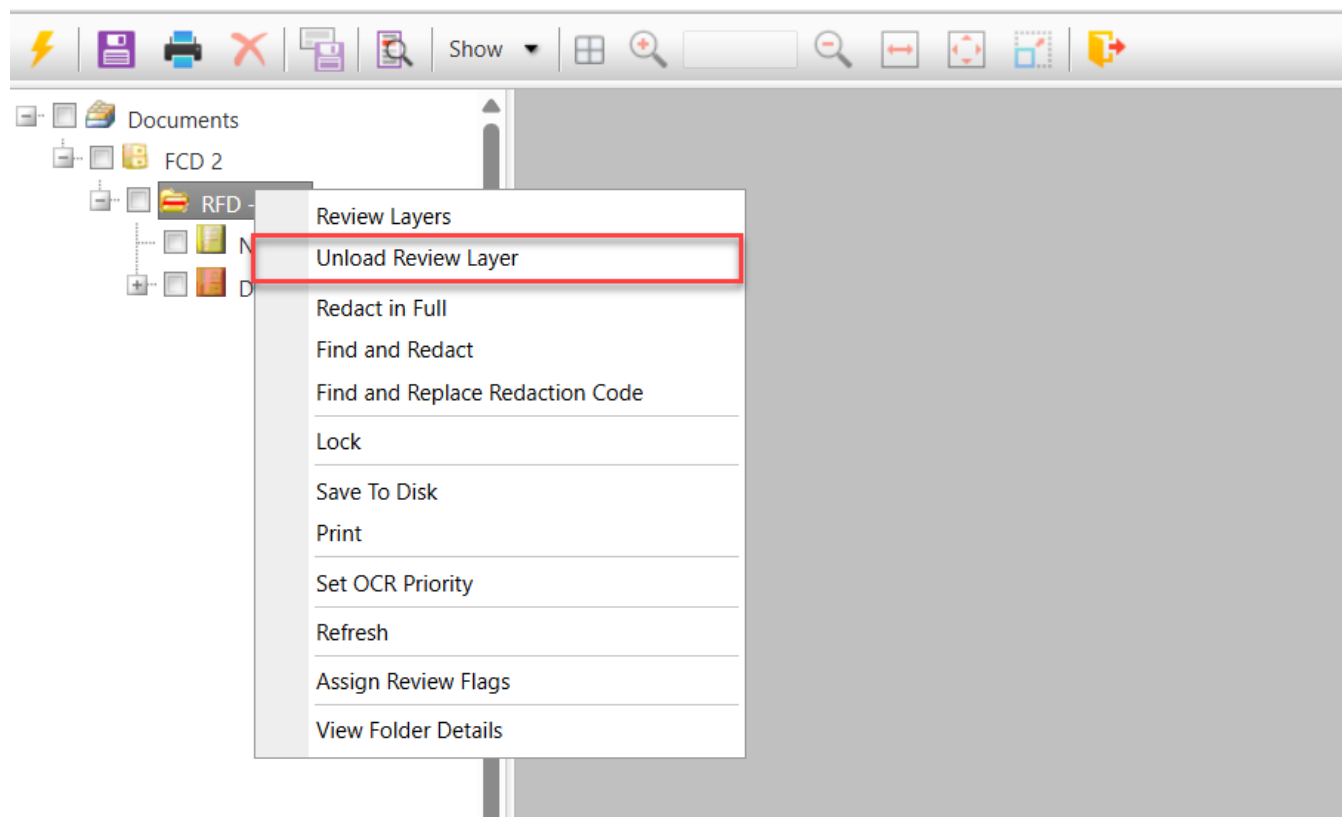 Show
Documents
FCD 2
RFD -
N
D
Review Layers
Unload Review Layer
Redact in Full
Find and Redact
Find and Replace Redaction Code
Lock
Save To Disk
Print
Set OCR Priority
Refresh
Assign Review Flags
View Folder Details